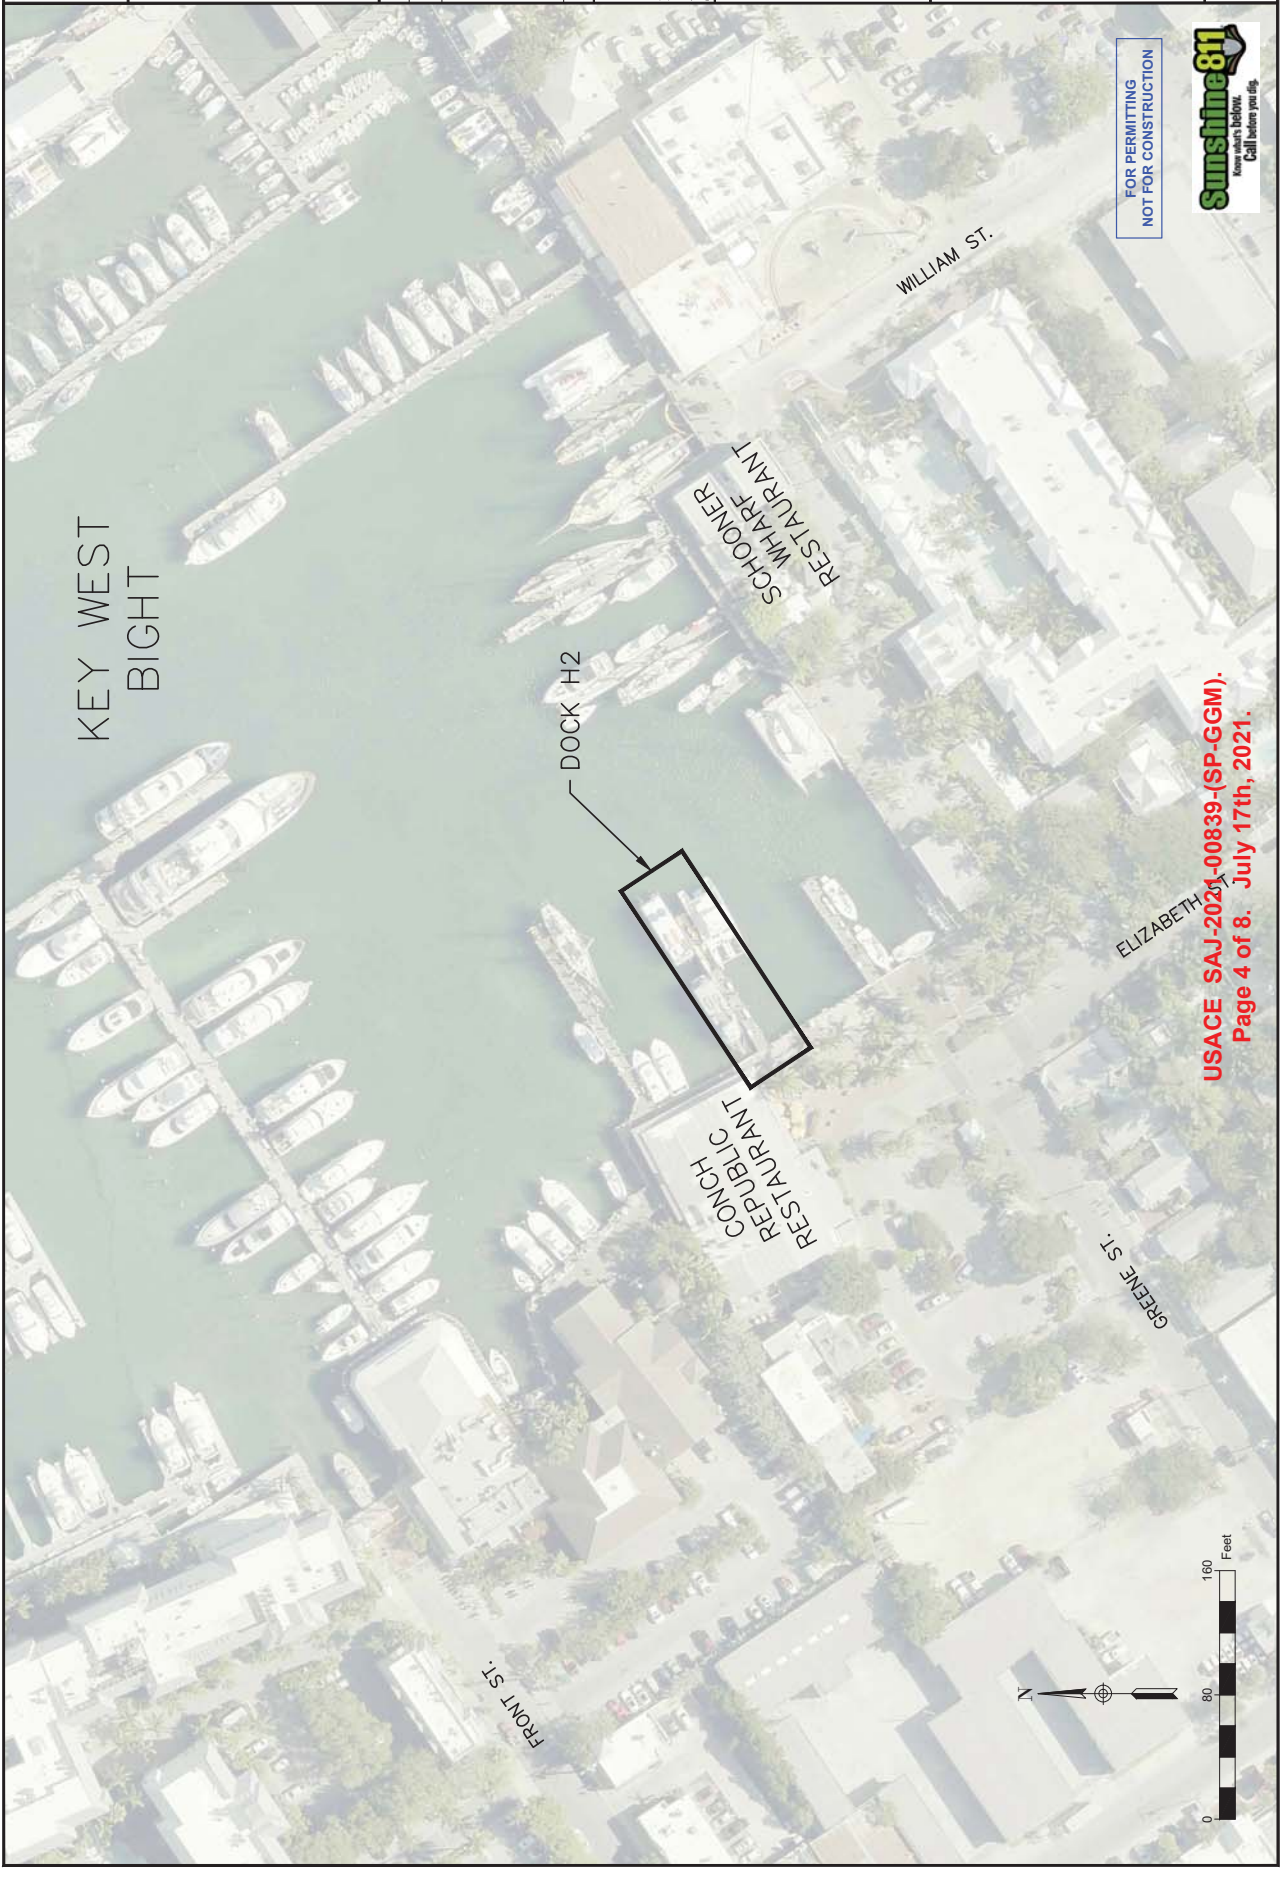 KEY WEST
BIGHT
DOCK H2
SCHOONER
WHARF
RESTAURANT
CONCH
REPUBLIC
RESTAURANT
WILLIAM ST.
ELIZABETH ST.
GREENE ST.
FRONT ST.
N
0 80 160
Feet
FOR PERMITTING
NOT FOR CONSTRUCTION
Sunshine811
Know what's below.
Call before you dig.
USACE SAJ-2021-00839-(SP-GGM).
Page 4 of 8. July 17th, 2021.